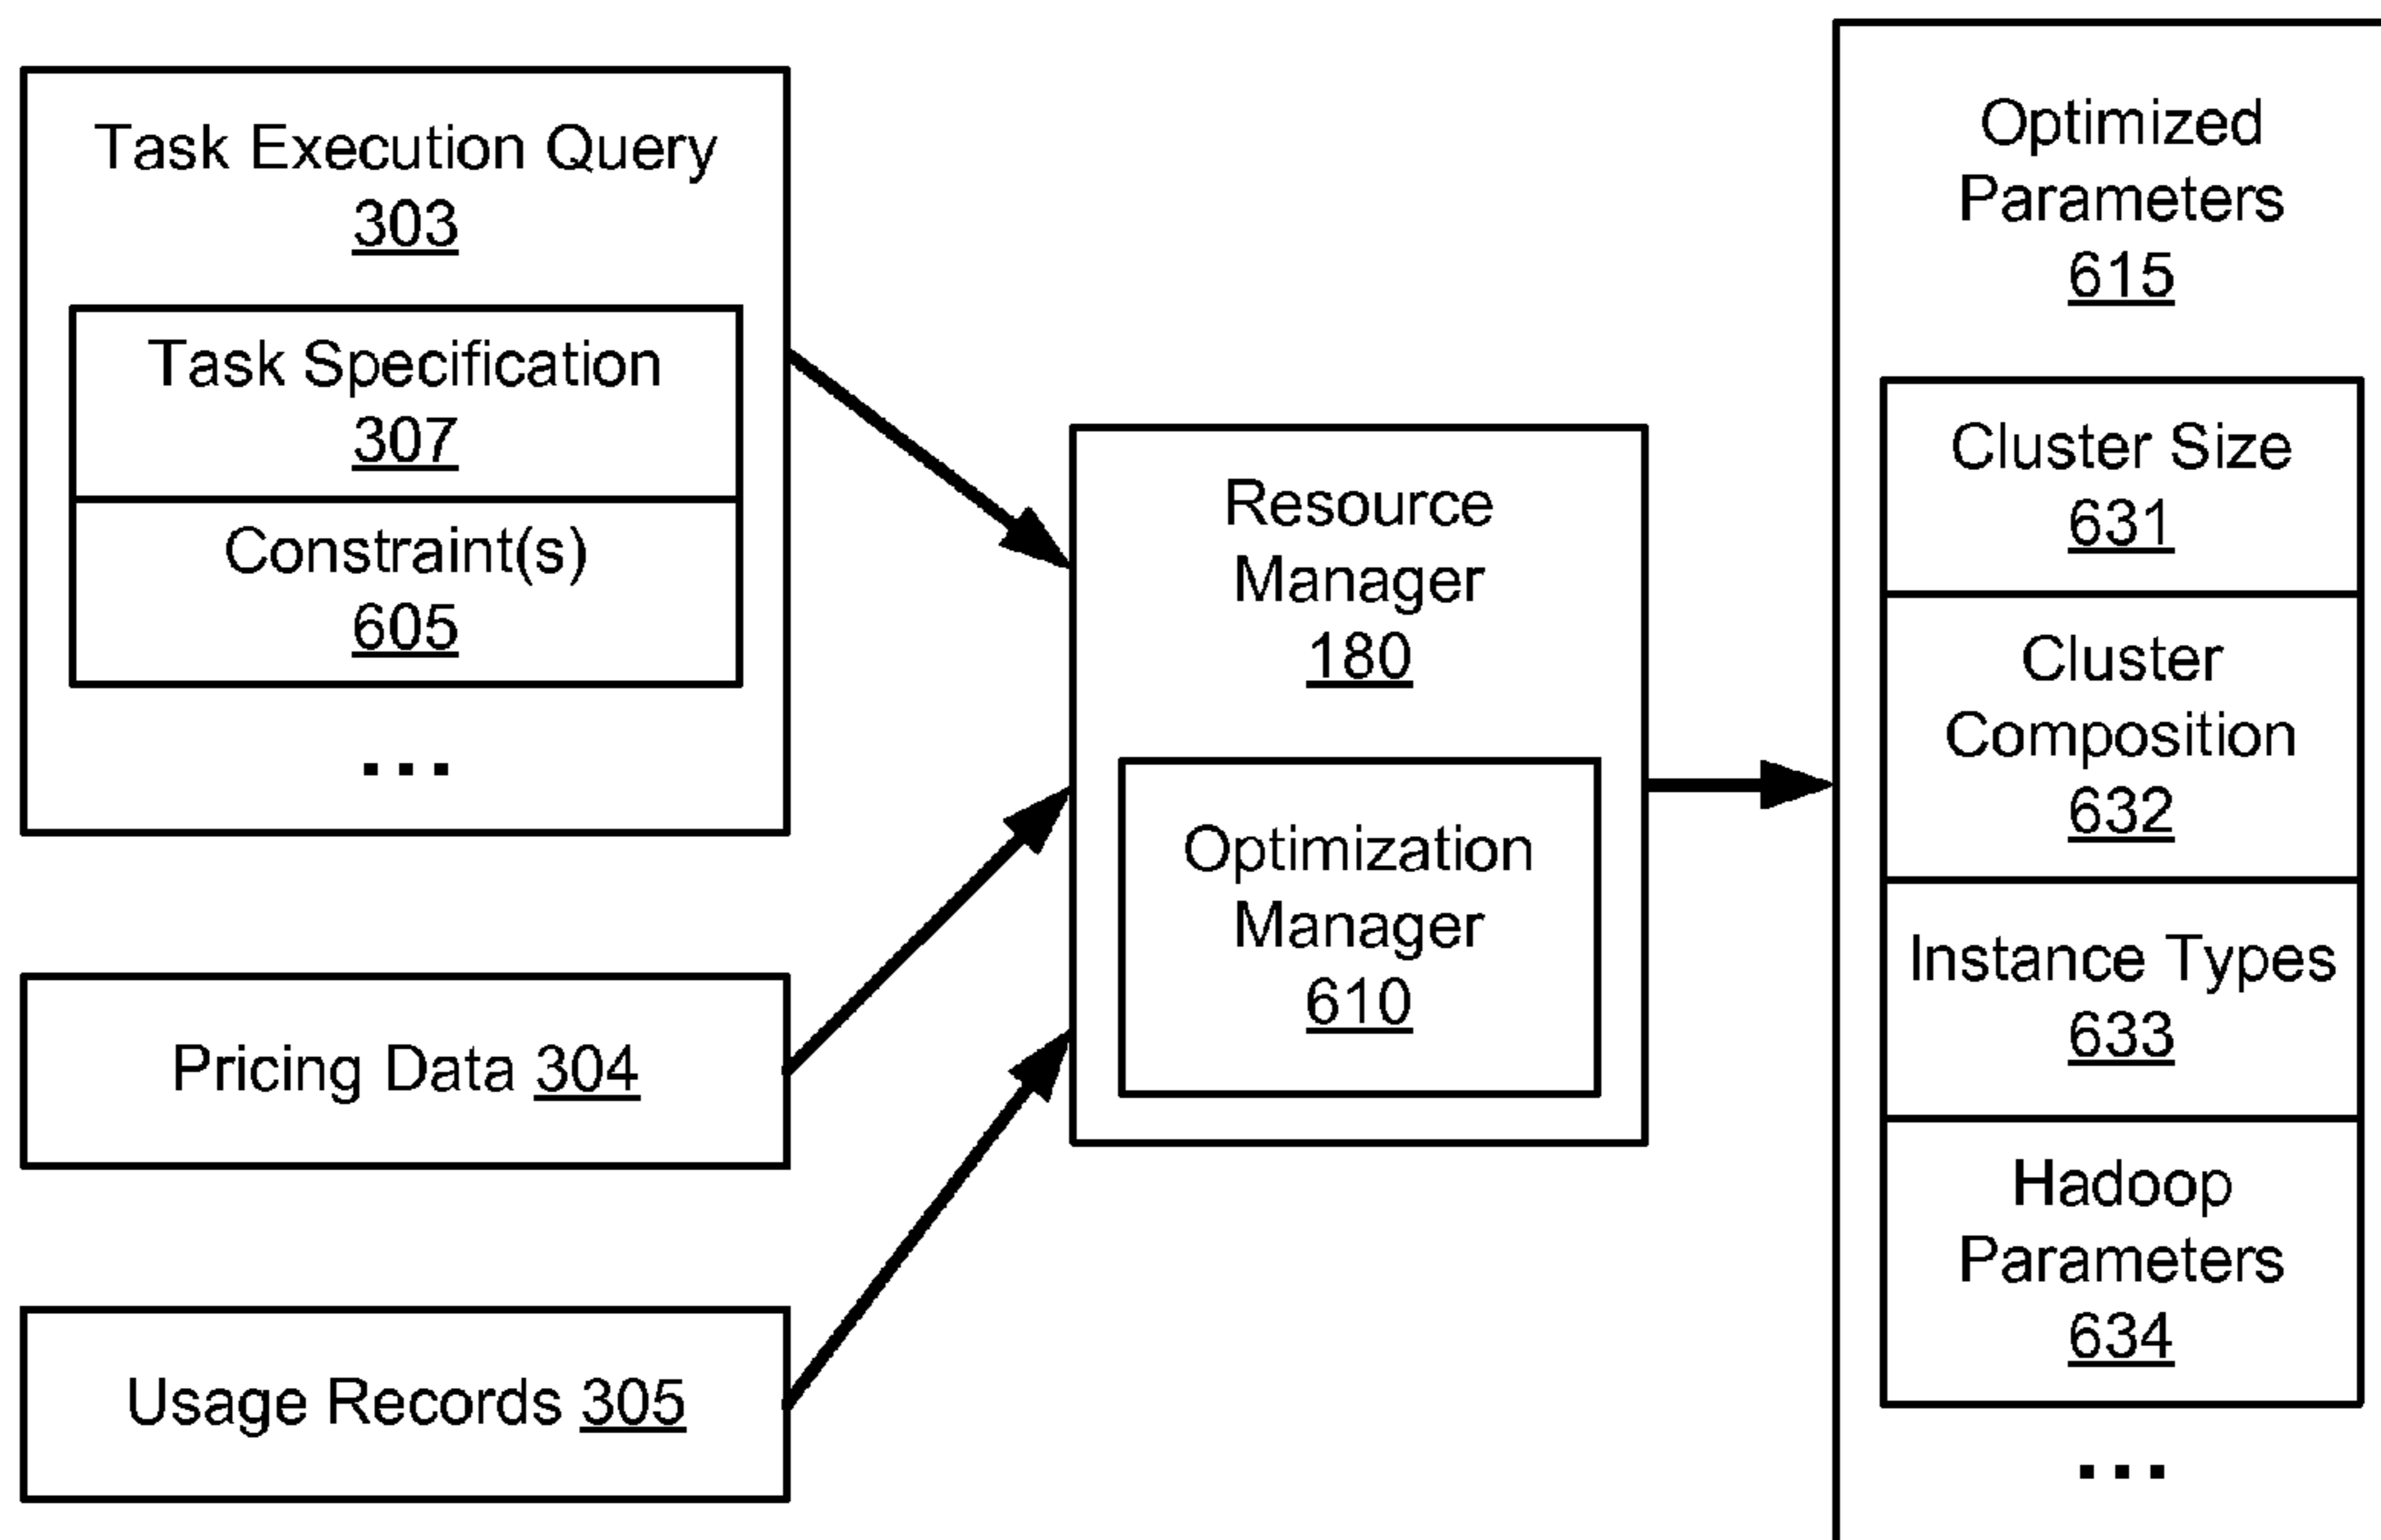 Task Execution Query
303
Task Specification
307
Constraint(s)
605
...
Pricing Data 304
Usage Records 305
Resource
Manager
180
Optimization
Manager
610
Optimized
Parameters
615
Cluster Size
631
Cluster
Composition
632
Instance Types
633
Hadoop
Parameters
634
...